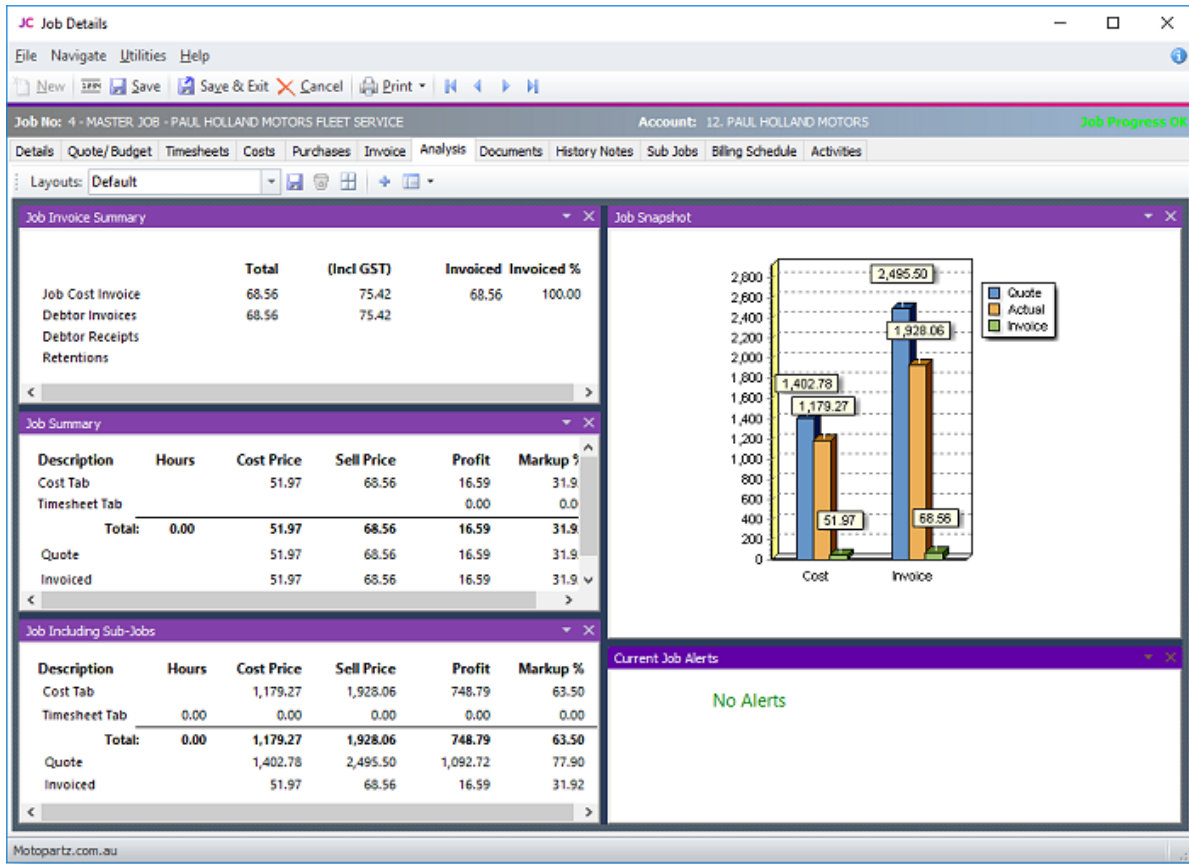 JC Job Details
File Navigate Utilities Help
New Save Save & Exit Cancel Print
Job No: 4 - MASTER JOB - PAUL HOLLAND MOTORS FLEET SERVICE Account: 12. PAUL HOLLAND MOTORS Job Progress OK
Details Quote/Budget Timesheets Costs Purchases Invoice Analysis Documents History Notes Sub Jobs Billing Schedule Activities
Layouts: Default
Job Invoice Summary
Total (Incl GST) Invoiced Invoiced %
Job Cost Invoice 68.56 75.42 68.56 100.00
Debtor Invoices 68.56 75.42
Debtor Receipts
Retentions
Job Summary
Description Hours Cost Price Sell Price Profit Markup %
Cost Tab 51.97 68.56 16.59 31.9
Timesheet Tab 0.00 0.0
Total: 0.00 51.97 68.56 16.59 31.9
Quote 51.97 68.56 16.59 31.9
Invoiced 51.97 68.56 16.59 31.9
Job Including Sub-Jobs
Description Hours Cost Price Sell Price Profit Markup %
Cost Tab 1,179.27 1,928.06 748.79 63.50
Timesheet Tab 0.00 0.00 0.00 0.00 0.00
Total: 0.00 1,179.27 1,928.06 748.79 63.50
Quote 1,402.78 2,495.50 1,092.72 77.90
Invoiced 51.97 68.56 16.59 31.92
Job Snapshot
2,800
2,600
2,400
2,200
2,000
1,800
1,600
1,400
1,200
1,000
800
600
400
200
0
2,495.50
1,928.06
1,402.78
1,179.27
51.97
68.56
Cost Invoice
Quote
Actual
Invoice
Current Job Alerts
No Alerts
Motopartz.com.au